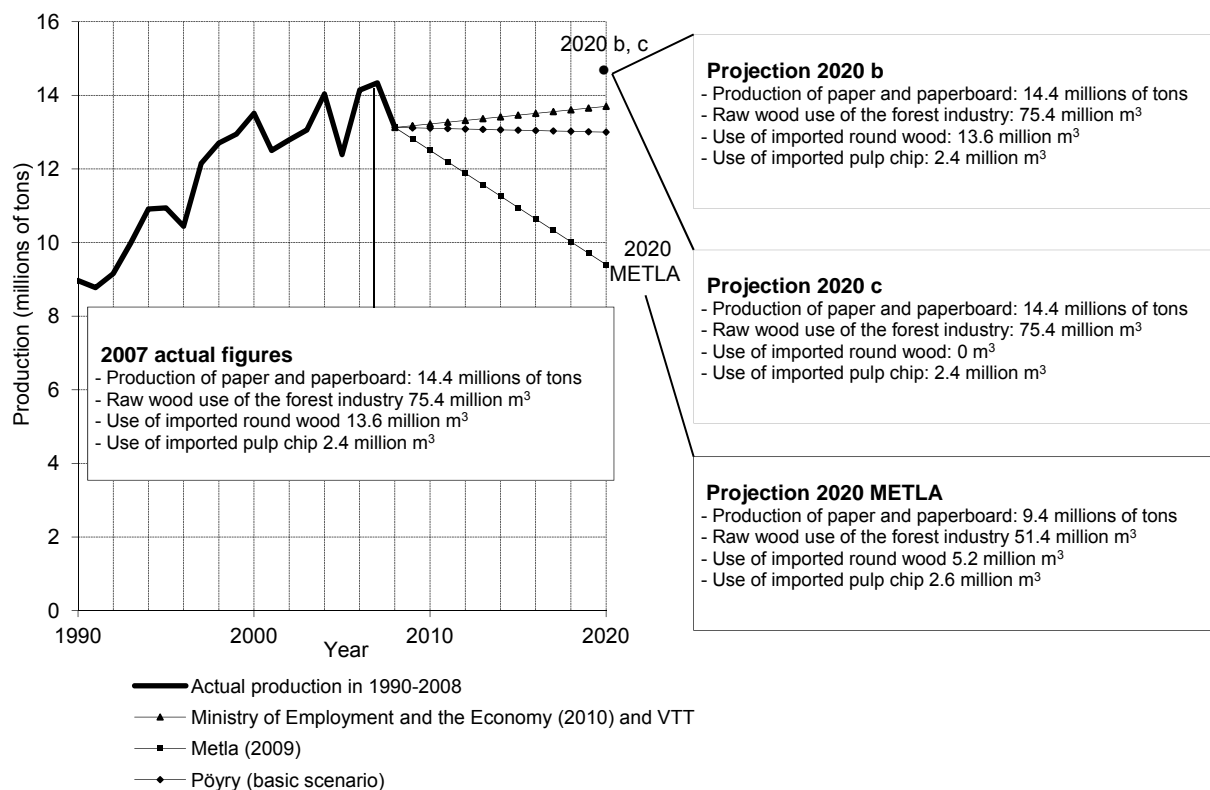 16
14
12
10
8
6
4
2
0
Production (millions of tons)
1990
2000
2010
2020
Year
2020 b, c
2020
METLA
2007 actual figures
- Production of paper and paperboard: 14.4 millions of tons
- Raw wood use of the forest industry 75.4 million m³
- Use of imported round wood 13.6 million m³
- Use of imported pulp chip 2.4 million m³
Projection 2020 b
- Production of paper and paperboard: 14.4 millions of tons
- Raw wood use of the forest industry: 75.4 million m³
- Use of imported round wood: 13.6 million m³
- Use of imported pulp chip: 2.4 million m³
Projection 2020 c
- Production of paper and paperboard: 14.4 millions of tons
- Raw wood use of the forest industry: 75.4 million m³
- Use of imported round wood: 0 m³
- Use of imported pulp chip: 2.4 million m³
Projection 2020 METLA
- Production of paper and paperboard: 9.4 millions of tons
- Raw wood use of the forest industry 51.4 million m³
- Use of imported round wood 5.2 million m³
- Use of imported pulp chip 2.6 million m³
Actual production in 1990-2008
Ministry of Employment and the Economy (2010) and VTT
Metla (2009)
Pöyry (basic scenario)